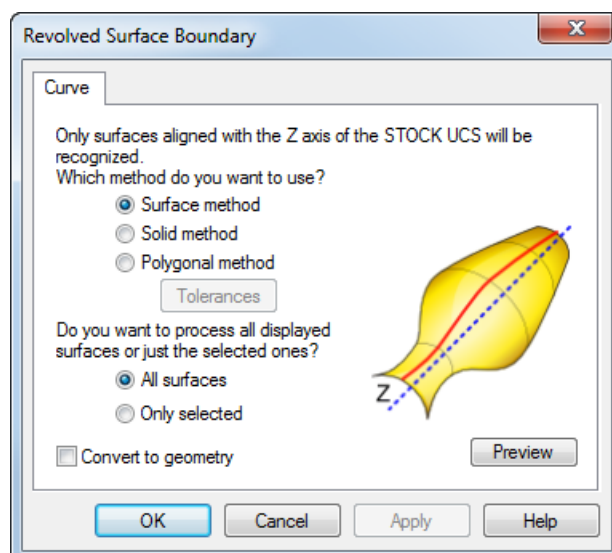 Revolved Surface Boundary
Curve
Only surfaces aligned with the Z axis of the STOCK UCS will be
recognized.
Which method do you want to use?
Surface method
Solid method
Polygonal method
Tolerances
Do you want to process all displayed
surfaces or just the selected ones?
All surfaces
Only selected
Z
Convert to geometry
Preview
OK
Cancel
Apply
Help